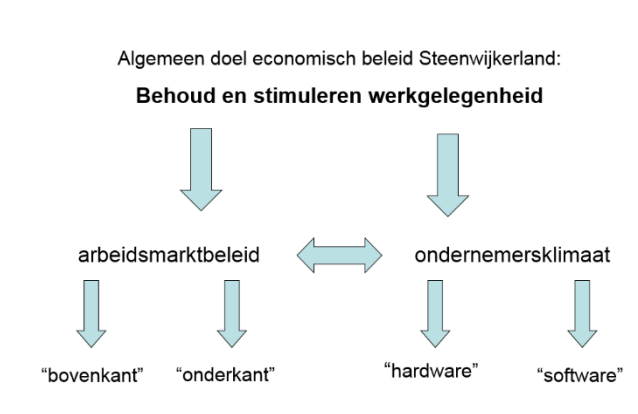 Algemeen doel economisch beleid Steenwijkerland:
Behoud en stimuleren werkgelegenheid
arbeidsmarktbeleid
ondernemersklimaat
“bovenkant”
“onderkant”
“hardware”
“software”